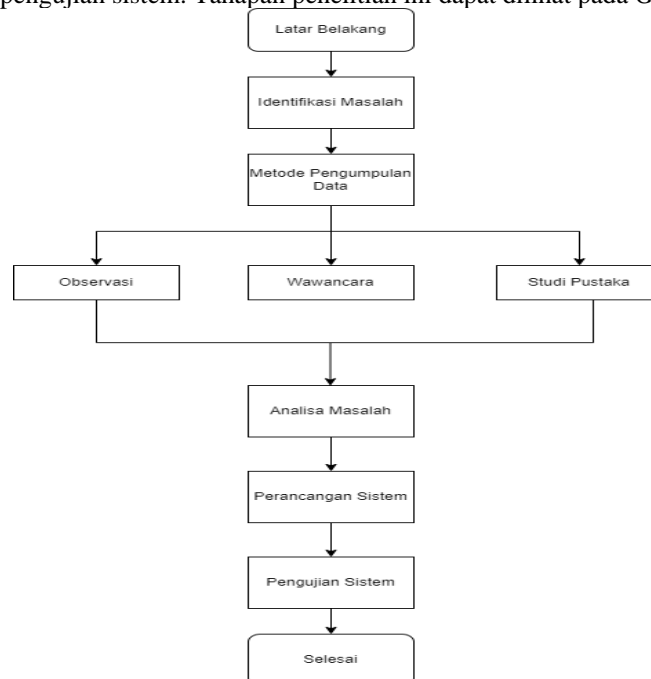 pengujian sistem. Tahapan penelitian ini dapat dilihat pada G
Latar Belakang
Identifikasi Masalah
Metode Pengumpulan
Data
Observasi
Wawancara
Studi Pustaka
Analisa Masalah
Perancangan Sistem
Pengujian Sistem
Selesai